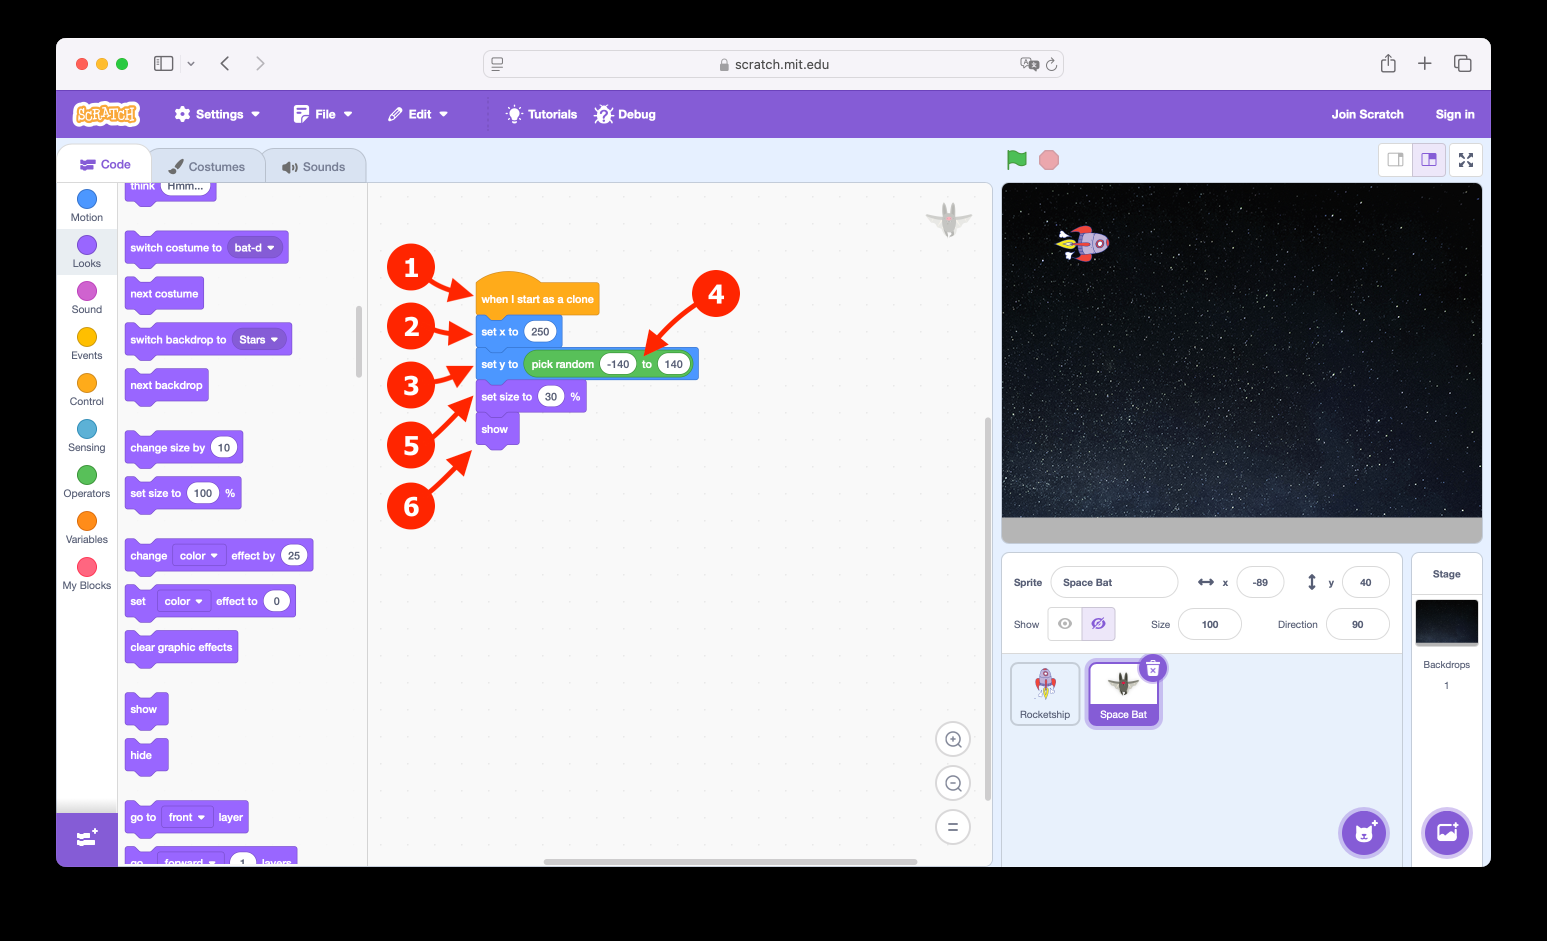 scratch.mit.edu
SCRATCH
Settings
File
Edit
Tutorials
Debug
Join Scratch
Sign in
Code
Costumes
Sounds
Motion
Looks
Sound
Events
Control
Sensing
Operators
Variables
My Blocks
think Hmm...
switch costume to bat-d
next costume
switch backdrop to Stars
next backdrop
change size by 10
set size to 100 %
change color effect by 25
set color effect to 0
clear graphic effects
show
hide
go to front layer
go forward 1 layers
1
2
3
4
5
6
when I start as a clone
set x to 250
set y to pick random -140 to 140
set size to 30 %
show
Sprite Space Bat x -89 y 40
Show Size 100 Direction 90
Rocketship
Space Bat
Stage
Backdrops
1